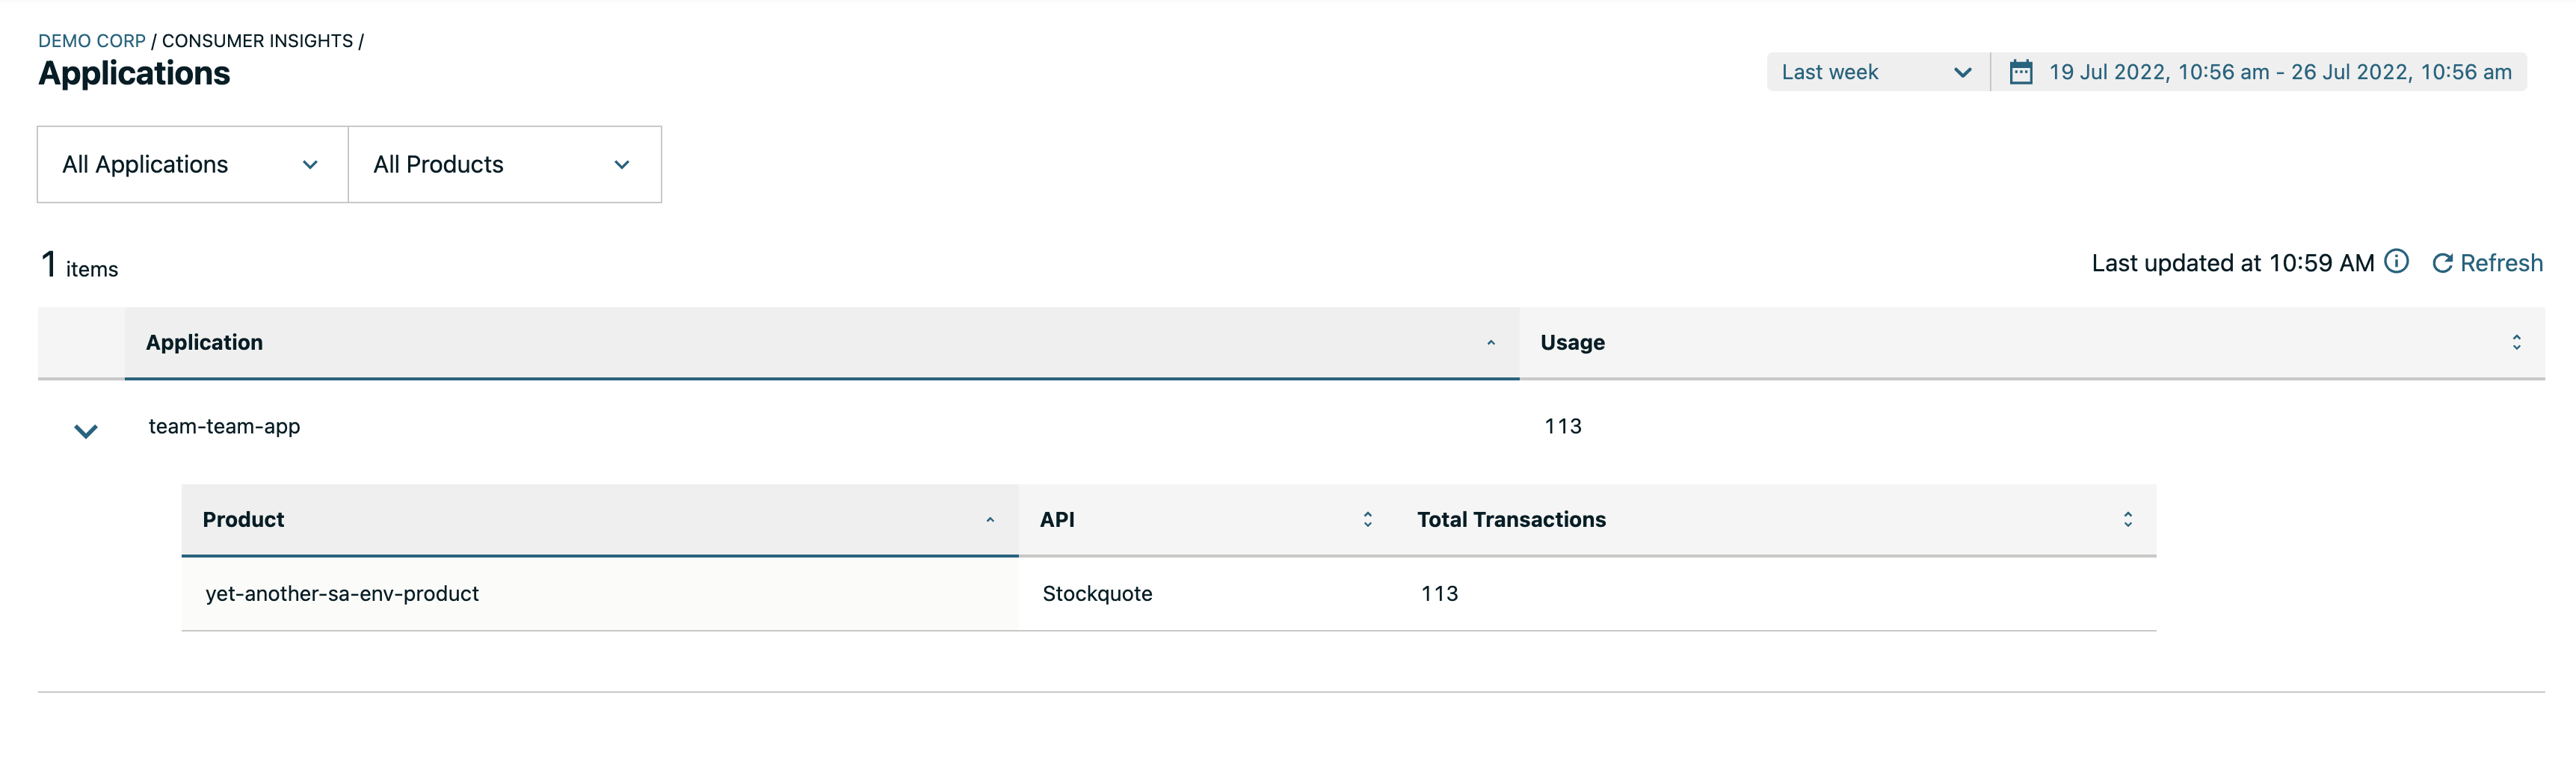 DEMO CORP / CONSUMER INSIGHTS /
Applications
Last week
19 Jul 2022, 10:56 am - 26 Jul 2022, 10:56 am
All Applications
All Products
1 items
Last updated at 10:59 AM
Refresh
Application
Usage
team-team-app
113
Product
API
Total Transactions
yet-another-sa-env-product
Stockquote
113